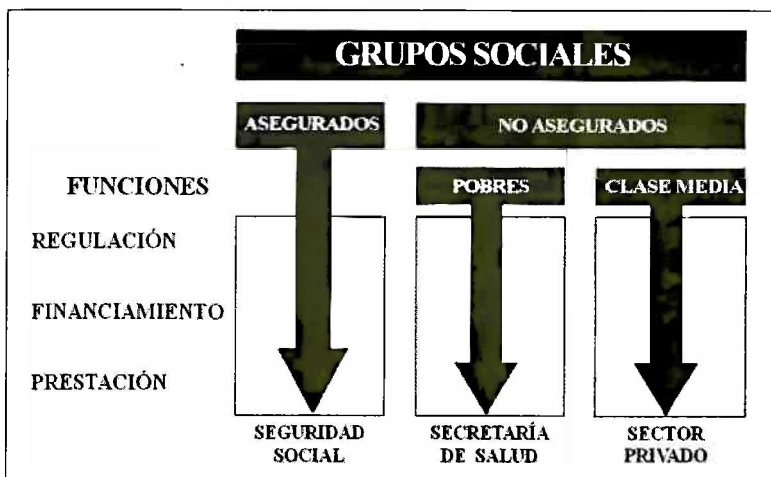 GRUPOS SOCIALES
ASEGURADOS
NO ASEGURADOS
FUNCIONES
POBRES
CLASE MEDIA
REGULACIÓN
FINANCIAMIENTO
PRESTACIÓN
SEGURIDAD SOCIAL
SECRETARÍA DE SALUD
SECTOR PRIVADO